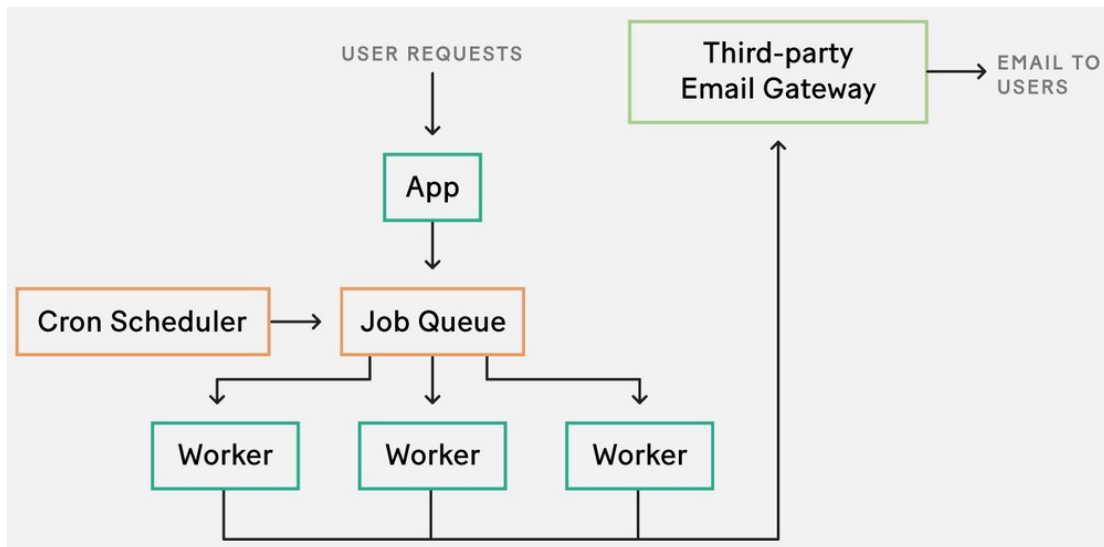 USER REQUESTS
Third-party
Email Gateway
EMAIL TO
USERS
App
Cron Scheduler
Job Queue
Worker
Worker
Worker